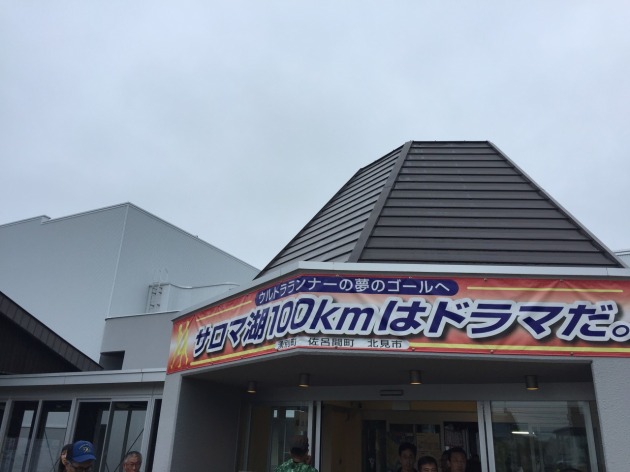 ウルトラランナーの夢のゴールへ
サロマ湖100kmはドラマだ。
湧別町 佐呂間町 北見市